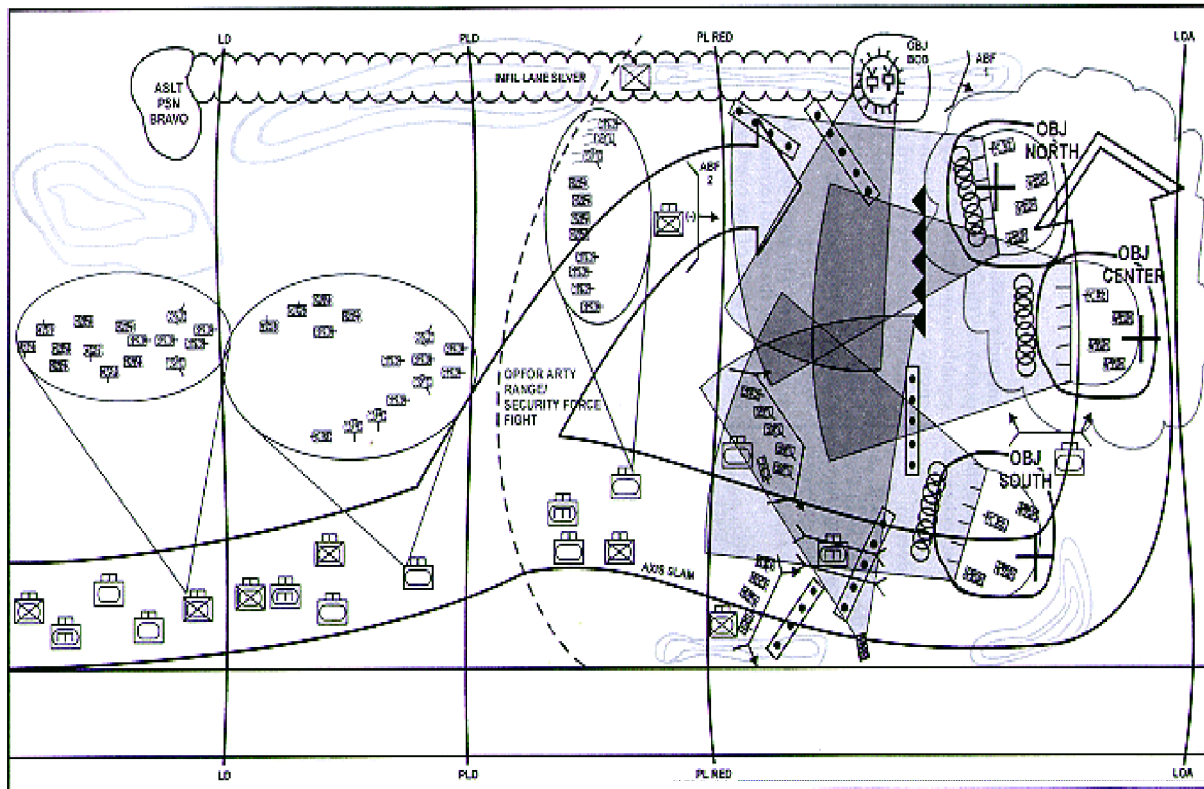 LD
PLD
PL RED
LOA
ASLT
PSN
BRAVO
INFIL LANE SILVER
OBJ
BOB
ABF
1
OBJ
NORTH
ABF
2
(-)
OBJ
CENTER
OPFOR ARTY
RANGE/
SECURITY FORCE
FIGHT
OBJ
SOUTH
AXIS SLAM
LD
PLD
PL RED
LOA